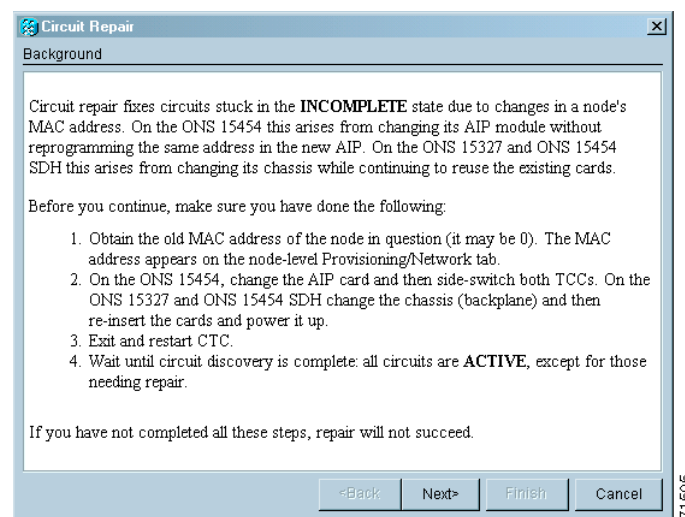 Circuit Repair
Background
Circuit repair fixes circuits stuck in the INCOMPLETE state due to changes in a node's
MAC address. On the ONS 15454 this arises from changing its AIP module without
reprogramming the same address in the new AIP. On the ONS 15327 and ONS 15454
SDH this arises from changing its chassis while continuing to reuse the existing cards.
Before you continue, make sure you have done the following:
1. Obtain the old MAC address of the node in question (it may be 0). The MAC
address appears on the node-level Provisioning/Network tab.
2. On the ONS 15454, change the AIP card and then side-switch both TCCs. On the
ONS 15327 and ONS 15454 SDH change the chassis (backplane) and then
re-insert the cards and power it up.
3. Exit and restart CTC.
4. Wait until circuit discovery is complete: all circuits are ACTIVE, except for those
needing repair.
If you have not completed all these steps, repair will not succeed.
<Back Next> Finish Cancel